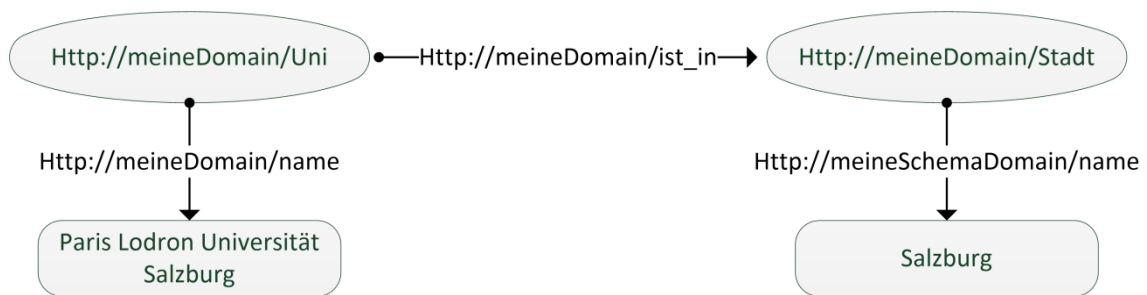 Http://meineDomain/Uni
Http://meineDomain/ist_in
Http://meineDomain/Stadt
Http://meineDomain/name
Http://meineSchemaDomain/name
Paris Lodron Universität
Salzburg
Salzburg